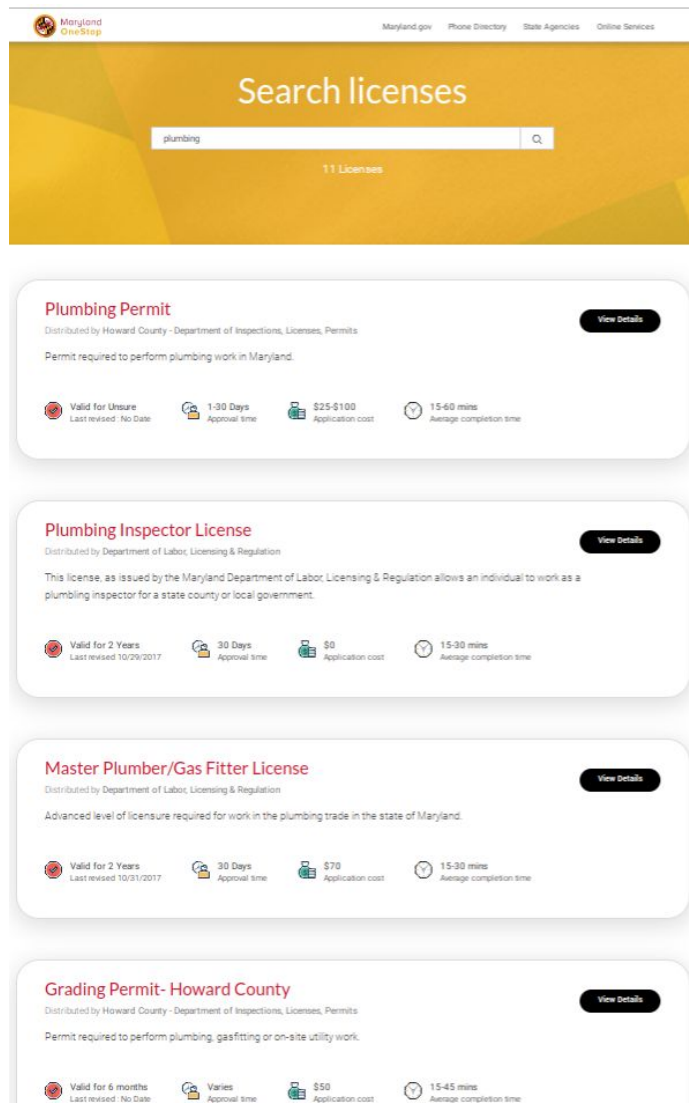 Maryland
OneStop
Maryland.gov Phone Directory State Agencies Online Services
Search licenses
plumbing
11 Licenses
Plumbing Permit
View Details
Distributed by Howard County - Department of Inspections, Licenses, Permits
Permit required to perform plumbing work in Maryland.
Valid for Unsure 1-30 Days $25-$100 15-60 mins
Last revised : No Date Approval time Application cost Average completion time
Plumbing Inspector License
View Details
Distributed by Department of Labor, Licensing & Regulation
This license, as issued by the Maryland Department of Labor, Licensing & Regulation allows an individual to work as a
plumbling inspector for a state county or local government.
Valid for 2 Years 30 Days $0 15-30 mins
Last revised 10/29/2017 Approval time Application cost Average completion time
Master Plumber/Gas Fitter License
View Details
Distributed by Department of Labor, Licensing & Regulation
Advanced level of licensure required for work in the plumbing trade in the state of Maryland.
Valid for 2 Years 30 Days $70 15-30 mins
Last revised 10/31/2017 Approval time Application cost Average completion time
Grading Permit- Howard County
View Details
Distributed by Howard County - Department of Inspections, Licenses, Permits
Permit required to perform plumbing, gasfitting or on-site utility work.
Valid for 6 months Varies $50 15-45 mins
Last revised : No Date Approval time Application cost Average completion time